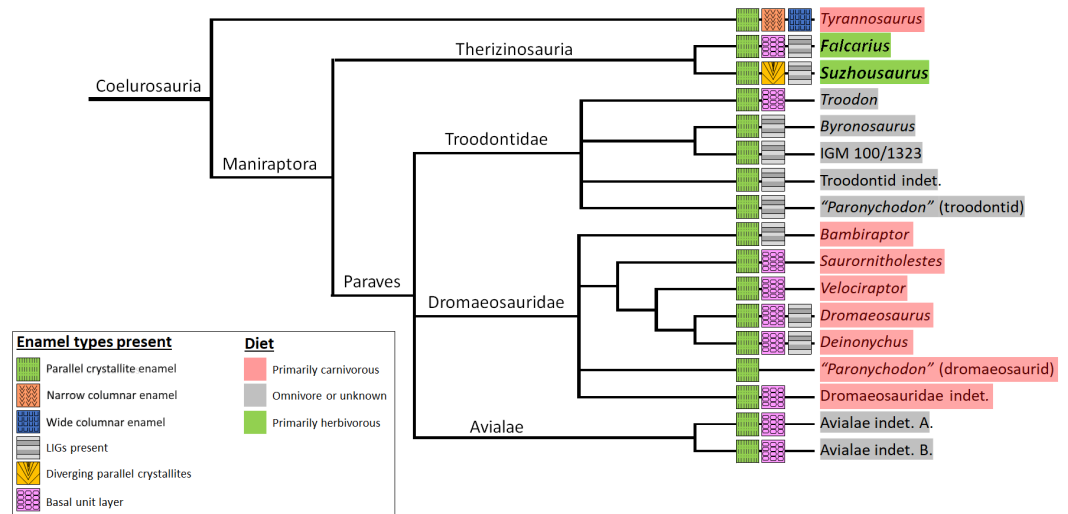 Coelurosauria
Therizinosauria
Maniraptora
Troodontidae
Paraves
Dromaeosauridae
Avialae
Tyrannosaurus
Falcarius
Suzhousaurus
Troodon
Byronosaurus
IGM 100/1323
Troodontid indet.
“Paronychodon” (troodontid)
Bambiraptor
Saurornitholestes
Velociraptor
Dromaeosaurus
Deinonychus
“Paronychodon” (dromaeosaurid)
Dromaeosauridae indet.
Avialae indet. A.
Avialae indet. B.
Enamel types present
Parallel crystallite enamel
Narrow columnar enamel
Wide columnar enamel
LIGs present
Diverging parallel crystallites
Basal unit layer
Diet
Primarily carnivorous
Omnivore or unknown
Primarily herbivorous